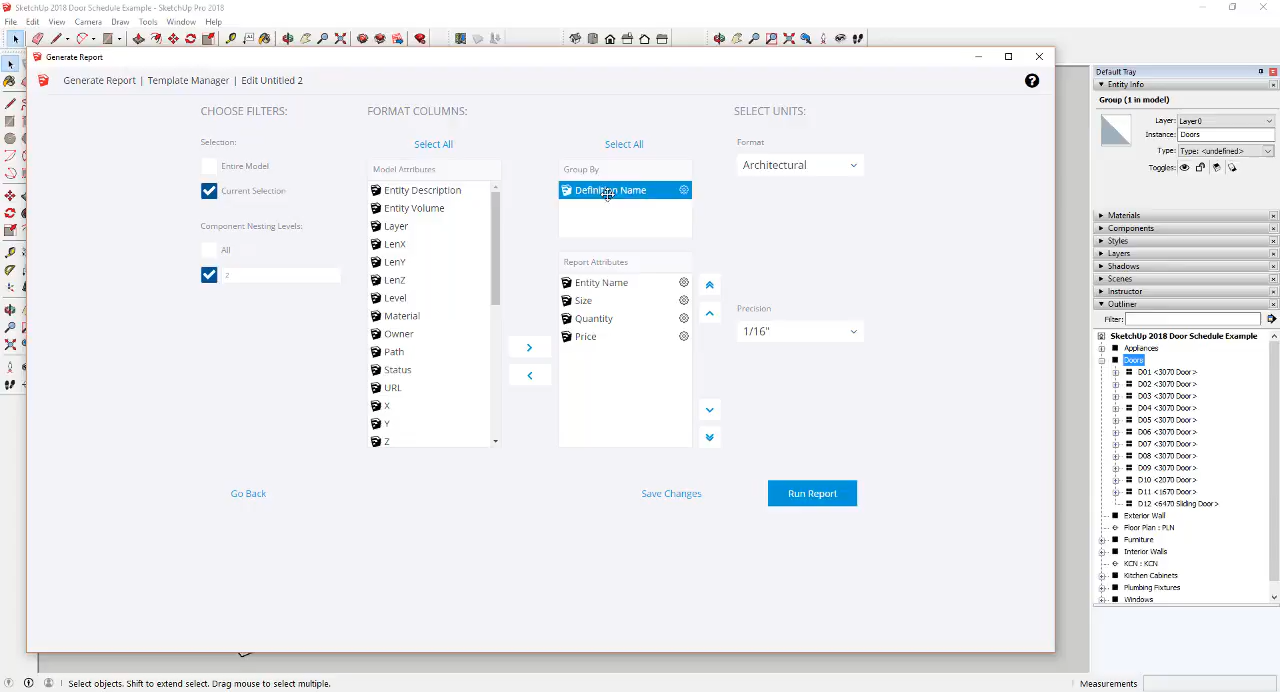 SketchUp 2018 Door Schedule Example - SketchUp Pro 2018
File Edit View Camera Draw Tools Window Help
Generate Report
Generate Report | Template Manager | Edit Untitled 2
CHOOSE FILTERS:
Selection:
Entire Model
Current Selection
Component Nesting Levels:
All
2
Go Back
FORMAT COLUMNS:
Select All
Model Attributes
Entity Description
Entity Volume
Layer
LenX
LenY
LenZ
Level
Material
Owner
Path
Status
URL
X
Y
Z
Select All
Group By
Definition Name
Report Attributes
Entity Name
Size
Quantity
Price
Save Changes
SELECT UNITS:
Format
Architectural
Precision
1/16"
Run Report
Default Tray
Entity Info
Group (1 in model)
Layer: Layer0
Instance: Doors
Type: Type: <undefined>
Toggles:
Materials
Components
Styles
Layers
Shadows
Scenes
Instructor
Outliner
Filter:
SketchUp 2018 Door Schedule Example
Appliances
Doors
D01 <3070 Door>
D02 <3070 Door>
D03 <3070 Door>
D04 <3070 Door>
D05 <3070 Door>
D06 <3070 Door>
D07 <3070 Door>
D08 <3070 Door>
D09 <3070 Door>
D10 <2070 Door>
D11 <1670 Door>
D12 <6470 Sliding Door>
Exterior Wall
Floor Plan : PLN
Furniture
Interior Walls
KCN : KCN
Kitchen Cabinets
Plumbing Fixtures
Windows
Select objects. Shift to extend select. Drag mouse to select multiple.
Measurements